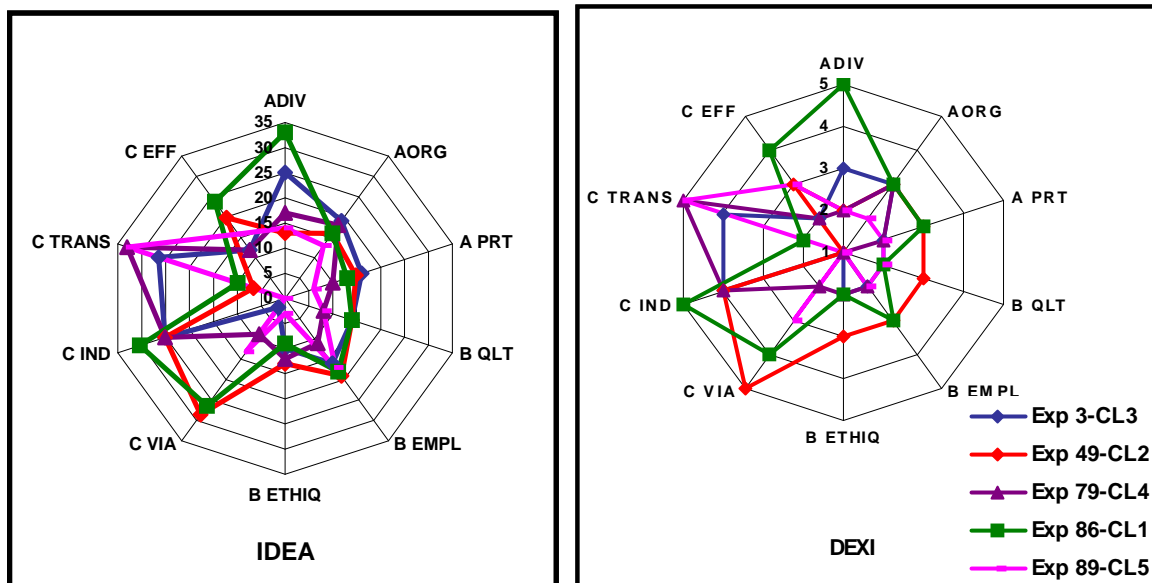 ADIV
35
30
25
20
15
10
5
0
AORG
A PRT
B QLT
B EMPL
B ETHIQ
C VIA
C IND
C TRANS
C EFF
IDEA
ADIV
5
4
3
2
1
AORG
A PRT
B QLT
B EMPL
B ETHIQ
C VIA
C IND
C TRANS
C EFF
DEXI
Exp 3-CL3
Exp 49-CL2
Exp 79-CL4
Exp 86-CL1
Exp 89-CL5